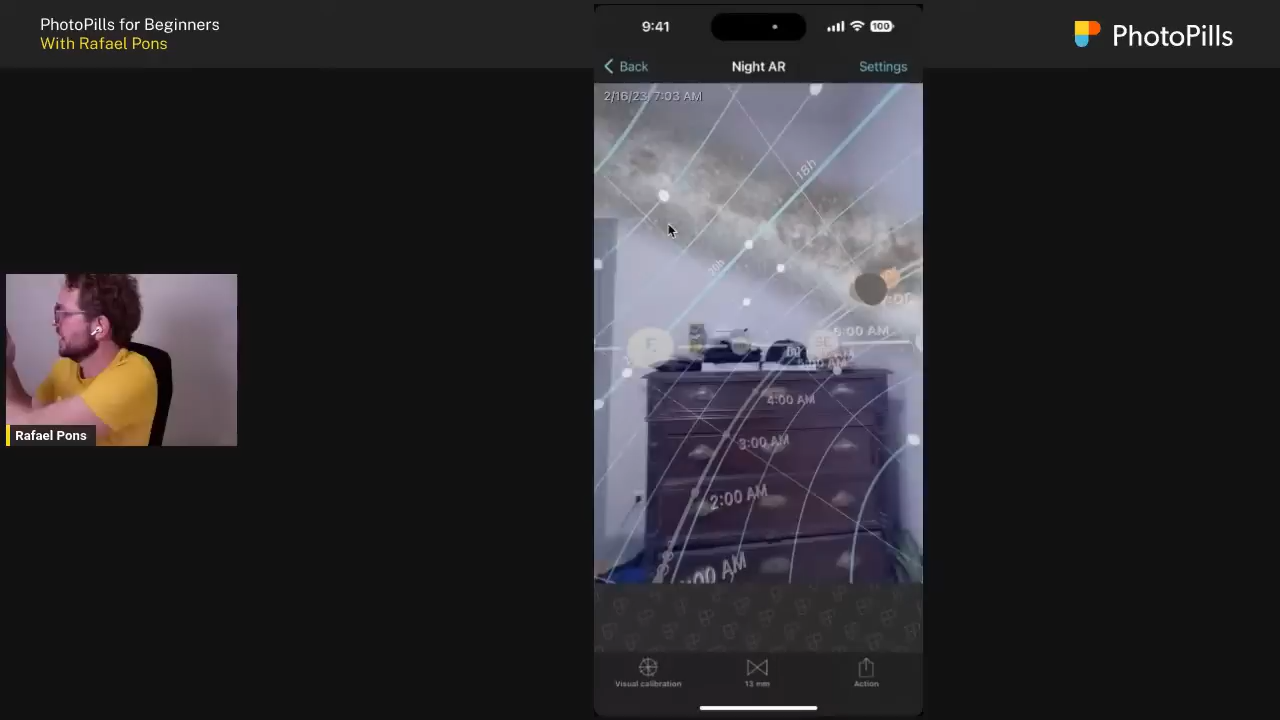 PhotoPills for Beginners
With Rafael Pons
PhotoPills
9:41
100
Back
Night AR
Settings
2/16/23 7:03 AM
18h
20h
6:00 AM
E
4:00 AM
3:00 AM
2:00 AM
Rafael Pons
Visual calibration
13 mm
Action